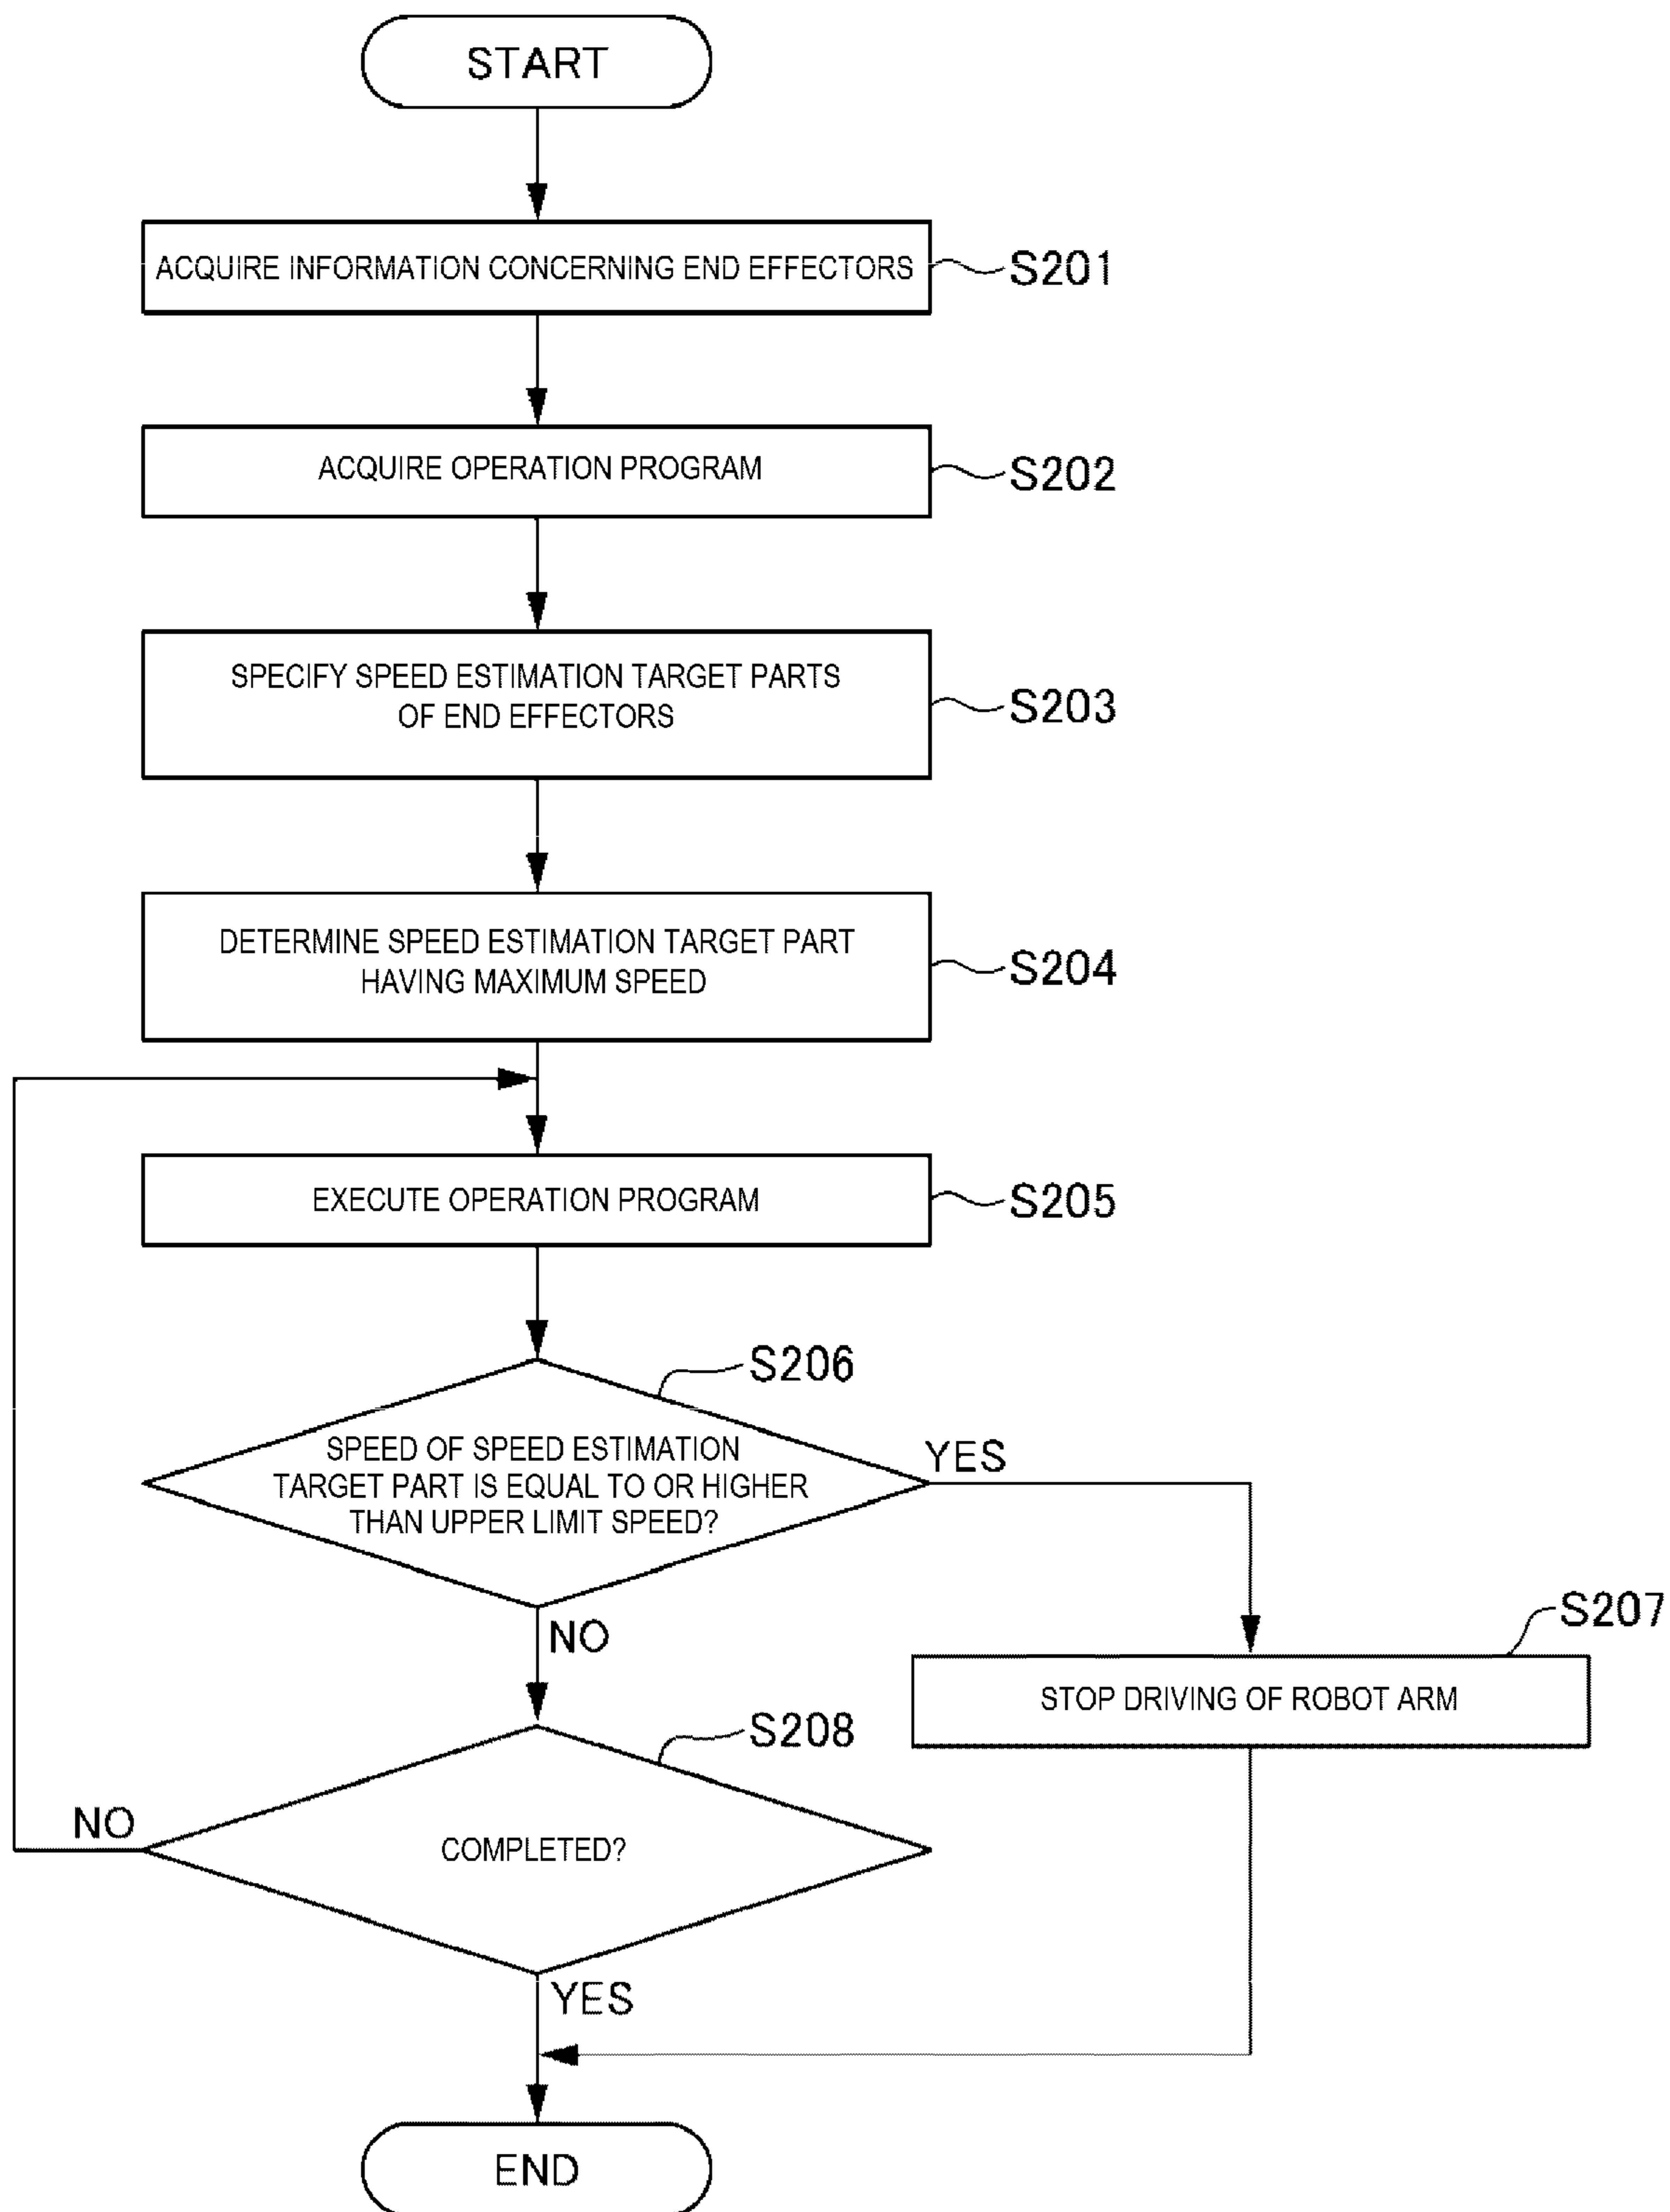 START
ACQUIRE INFORMATION CONCERNING END EFFECTORS
S201
ACQUIRE OPERATION PROGRAM
S202
SPECIFY SPEED ESTIMATION TARGET PARTS
OF END EFFECTORS
S203
DETERMINE SPEED ESTIMATION TARGET PART
HAVING MAXIMUM SPEED
S204
EXECUTE OPERATION PROGRAM
S205
S206
SPEED OF SPEED ESTIMATION
TARGET PART IS EQUAL TO OR HIGHER
THAN UPPER LIMIT SPEED?
YES
NO
S207
STOP DRIVING OF ROBOT ARM
S208
COMPLETED?
NO
YES
END